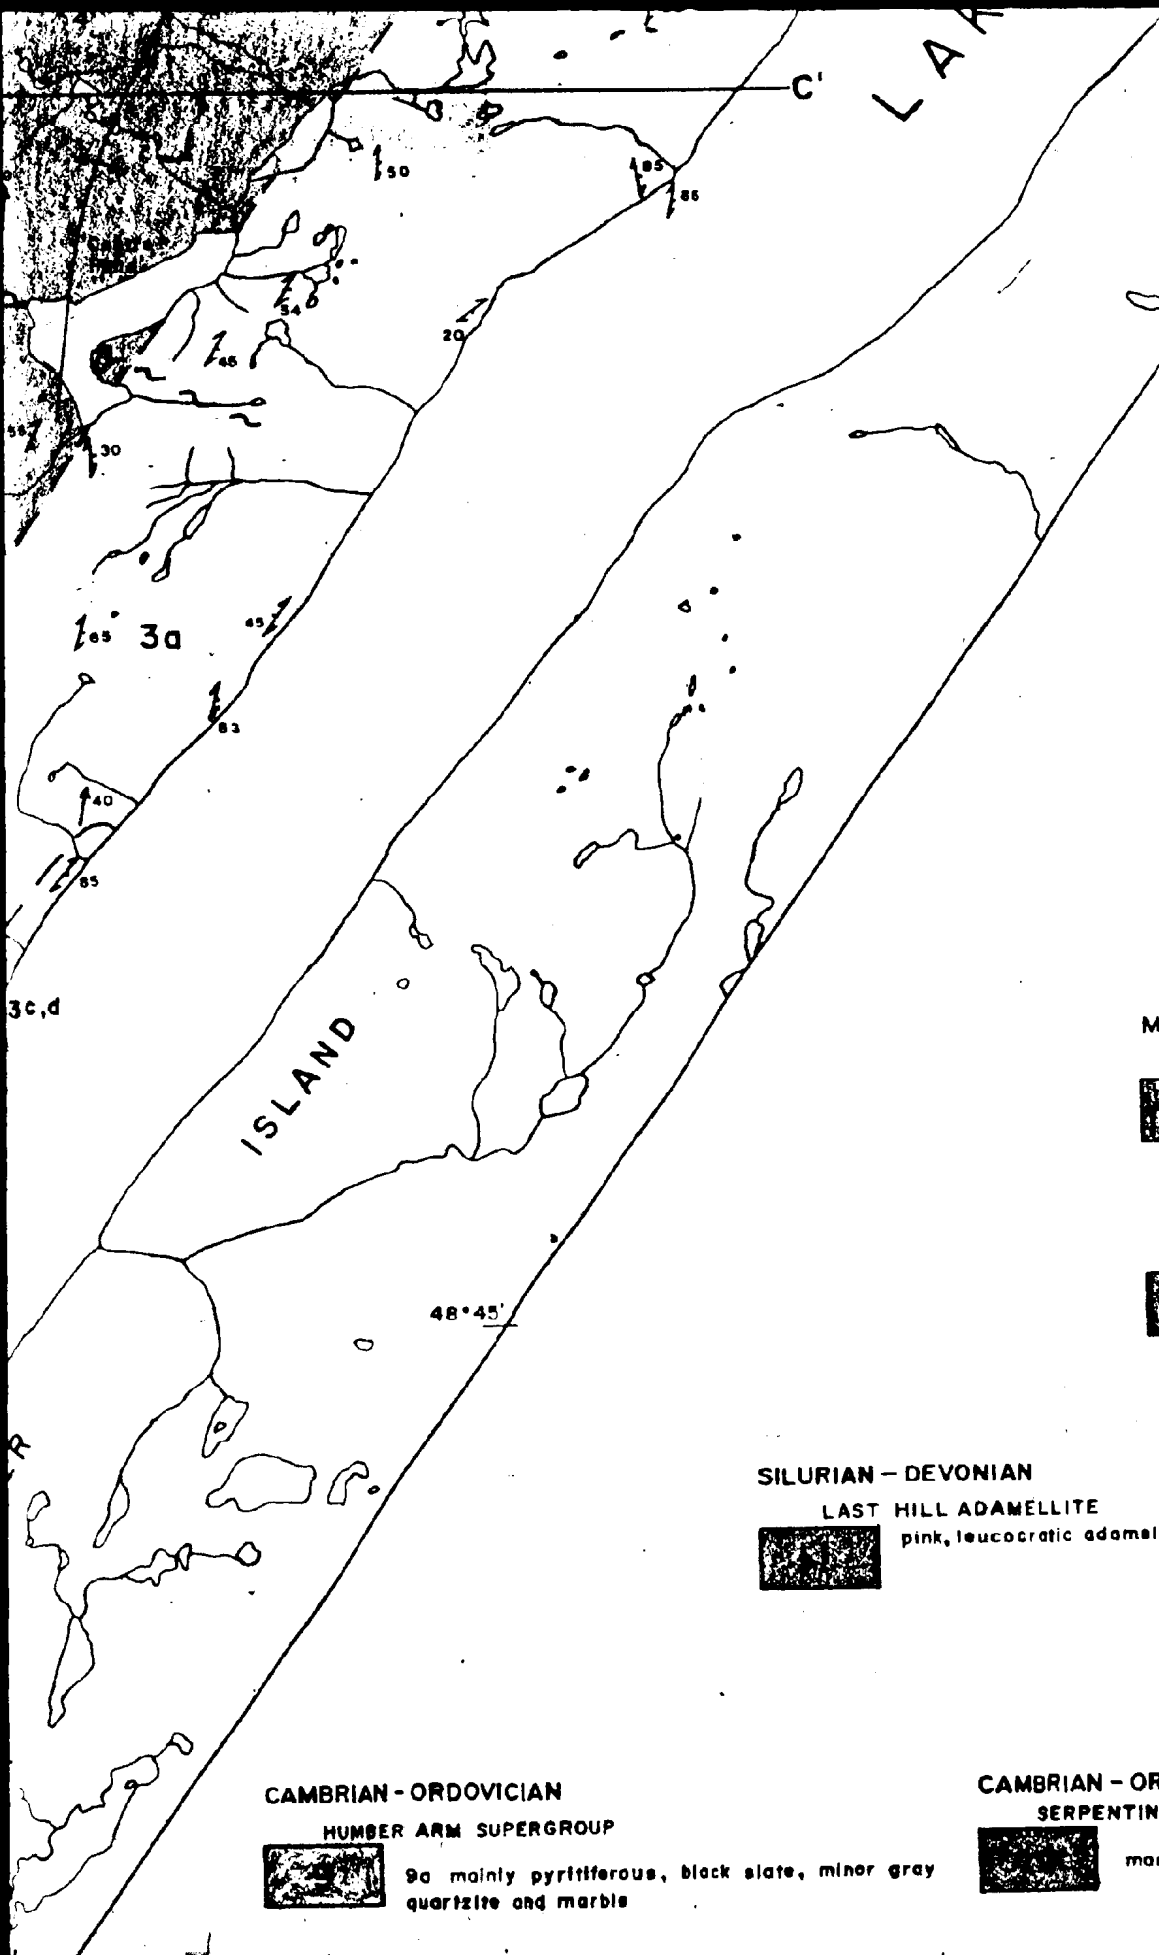 LA
C'
50
85
86
54
20
45
30
65
3a
45
83
40
85
3c,d
M
ISLAND
48°45'
R
SILURIAN – DEVONIAN
LAST HILL ADAMELLITE
pink, leucocratic adamel
CAMBRIAN – ORDOVICIAN
HUMBER ARM SUPERGROUP
9a mainly pyritiferous, black slate, minor gray
quartzite and marble
CAMBRIAN – OR
SERPENTIN